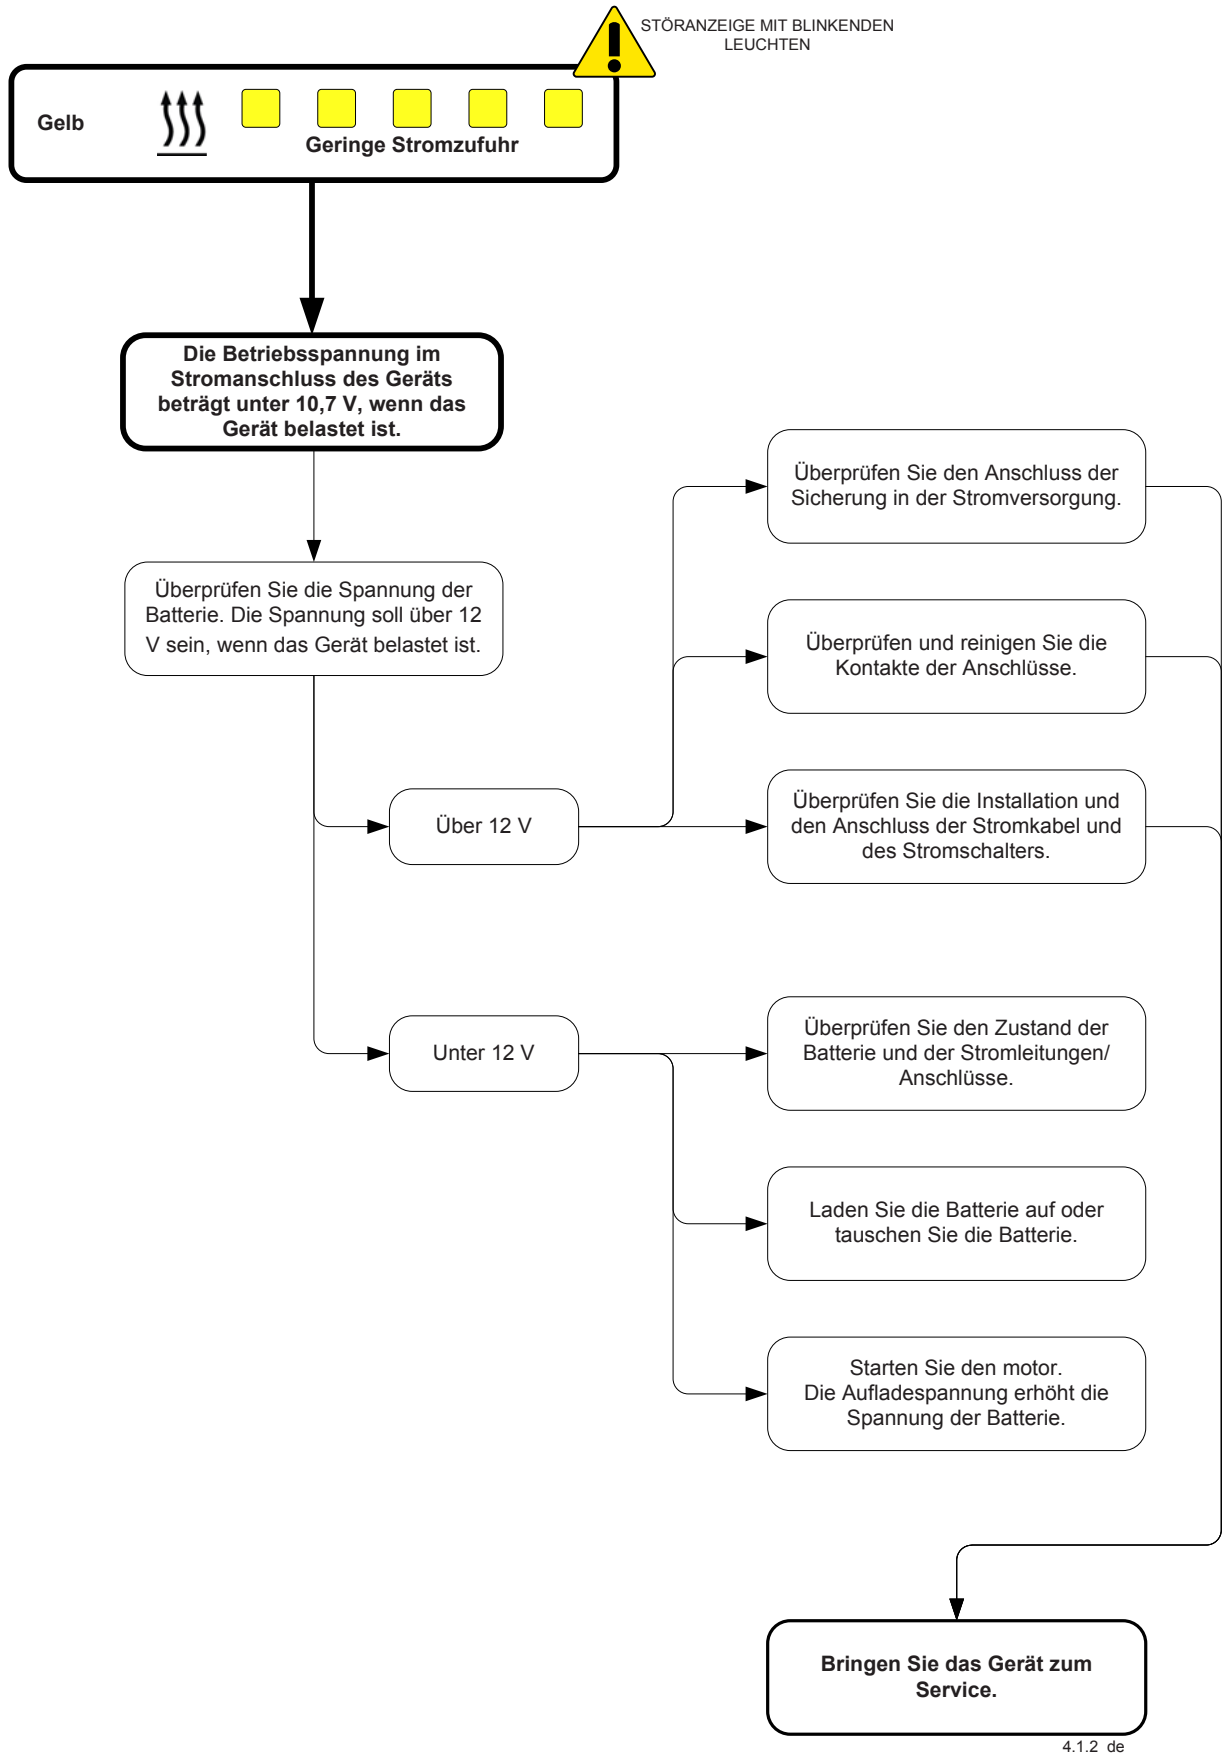 STÖRANZEIGE MIT BLINKENDEN
LEUCHTEN
Gelb
Geringe Stromzufuhr
Die Betriebsspannung im
Stromanschluss des Geräts
beträgt unter 10,7 V, wenn das
Gerät belastet ist.
Überprüfen Sie die Spannung der
Batterie. Die Spannung soll über 12
V sein, wenn das Gerät belastet ist.
Überprüfen Sie den Anschluss der
Sicherung in der Stromversorgung.
Überprüfen und reinigen Sie die
Kontakte der Anschlüsse.
Über 12 V
Überprüfen Sie die Installation und
den Anschluss der Stromkabel und
des Stromschalters.
Unter 12 V
Überprüfen Sie den Zustand der
Batterie und der Stromleitungen/
Anschlüsse.
Laden Sie die Batterie auf oder
tauschen Sie die Batterie.
Starten Sie den motor.
Die Aufladespannung erhöht die
Spannung der Batterie.
Bringen Sie das Gerät zum
Service.
4.1.2_de